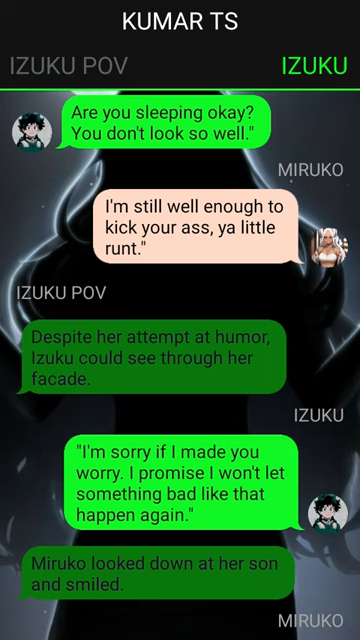 KUMAR TS
IZUKU POV
IZUKU
Are you sleeping okay?
You don't look so well."
MIRUKO
I'm still well enough to
kick your ass, ya little
runt."
IZUKU POV
Despite her attempt at humor,
Izuku could see through her
facade.
IZUKU
"I'm sorry if I made you
worry. I promise I won't let
something bad like that
happen again."
Miruko looked down at her son
and smiled.
MIRUKO